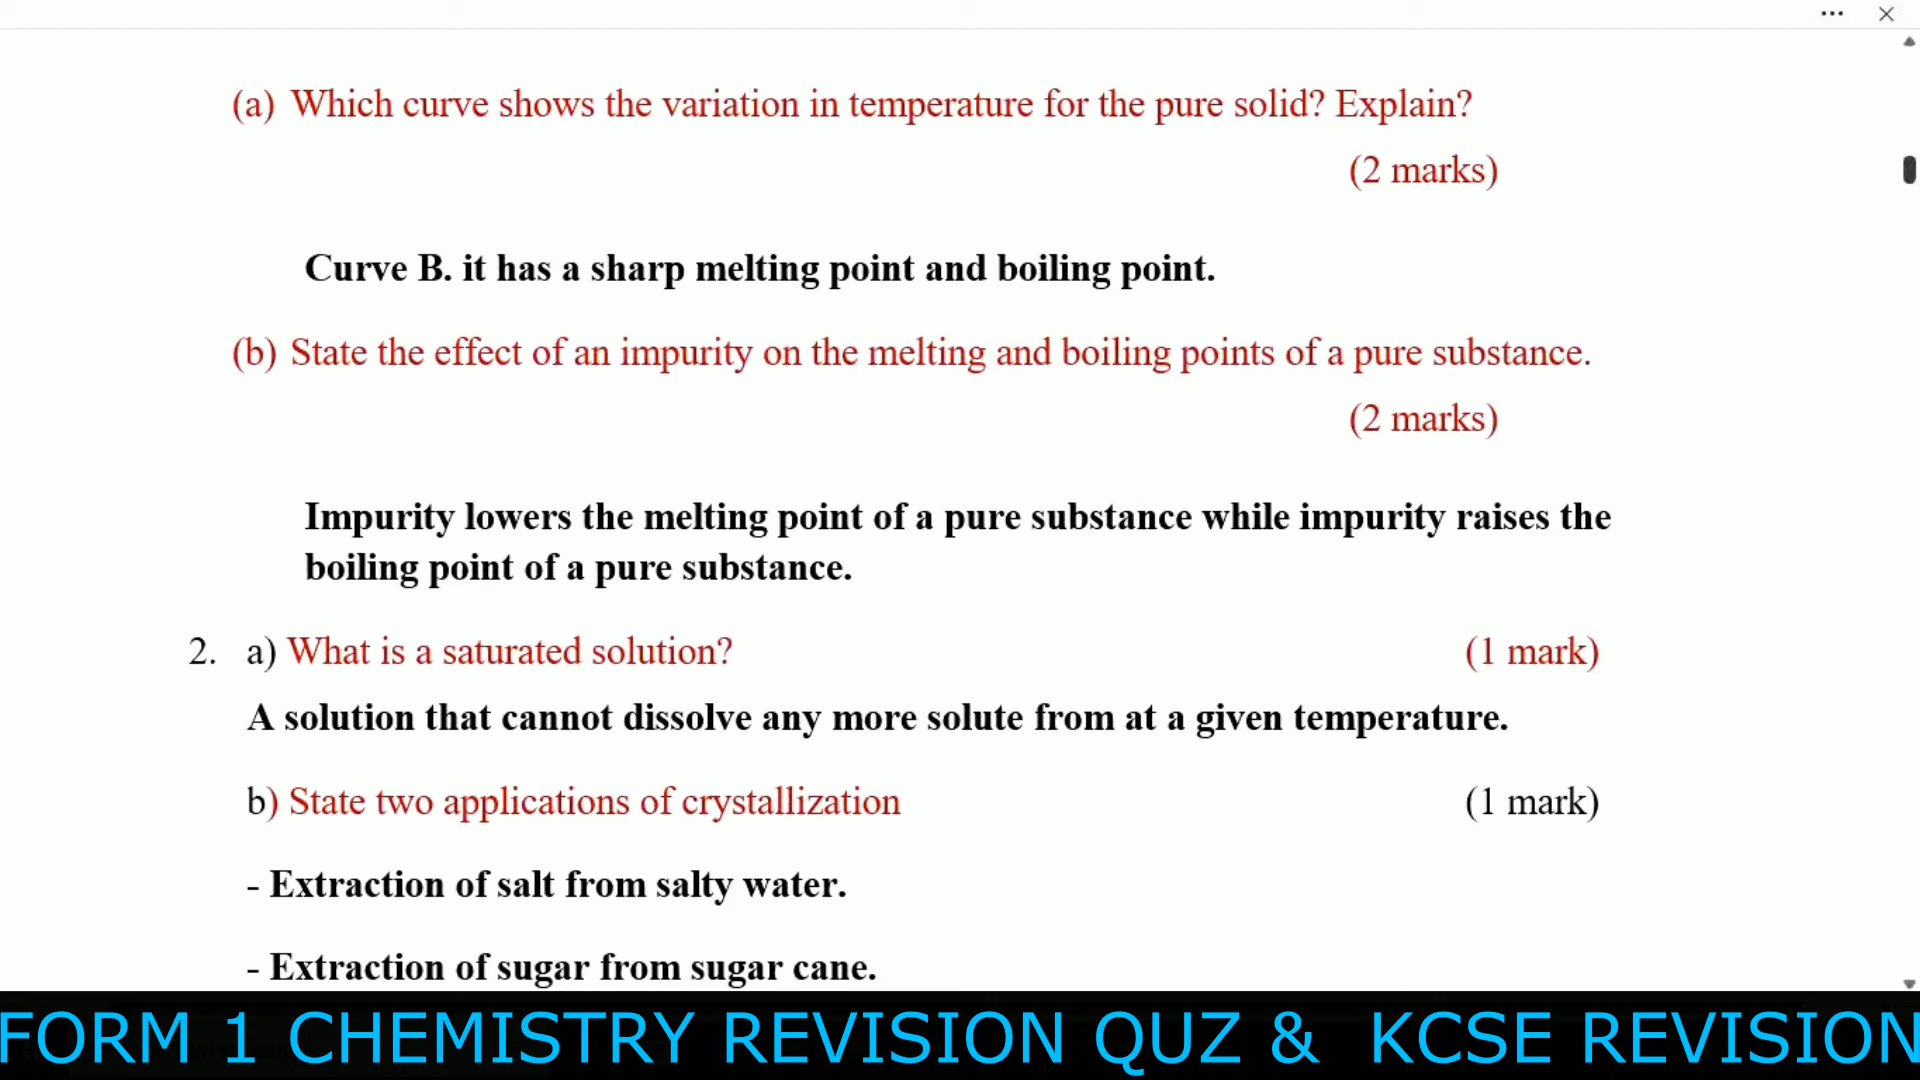 (a) Which curve shows the variation in temperature for the pure solid? Explain?
(2 marks)
Curve B. it has a sharp melting point and boiling point.
(b) State the effect of an impurity on the melting and boiling points of a pure substance.
(2 marks)
Impurity lowers the melting point of a pure substance while impurity raises the
boiling point of a pure substance.
2. a) What is a saturated solution? (1 mark)
A solution that cannot dissolve any more solute from at a given temperature.
b) State two applications of crystallization (1 mark)
- Extraction of salt from salty water.
- Extraction of sugar from sugar cane.
FORM 1 CHEMISTRY REVISION QUZ & KCSE REVISION